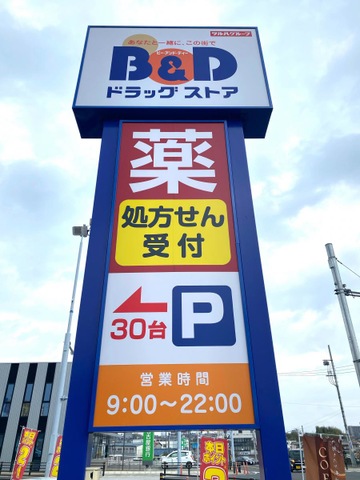 ツルハグループ
あなたと一緒に、この街で
ビーアンドディー
B&D
ドラッグストア
薬
処方せん
受付
30台
P
営業時間
9:00～22:00